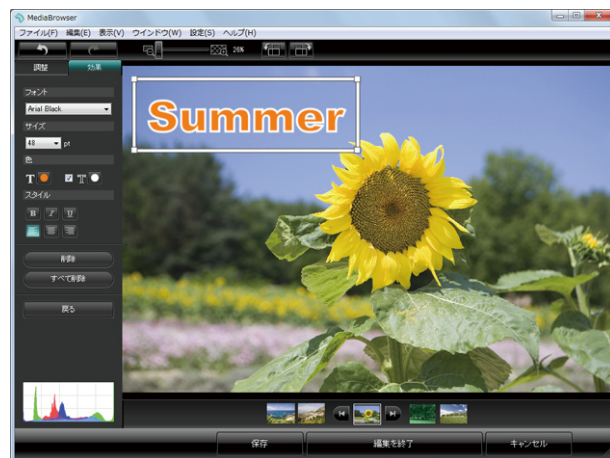 MediaBrowser
ファイル(F) 編集(E) 表示(V) ウインドウ(W) 設定(S) ヘルプ(H)
26%
調整 効果
フォント
Arial Black
サイズ
48 pt
色
T T
スタイル
B I U
削除
すべて削除
戻る
Summer
保存 編集を終了 キャンセル